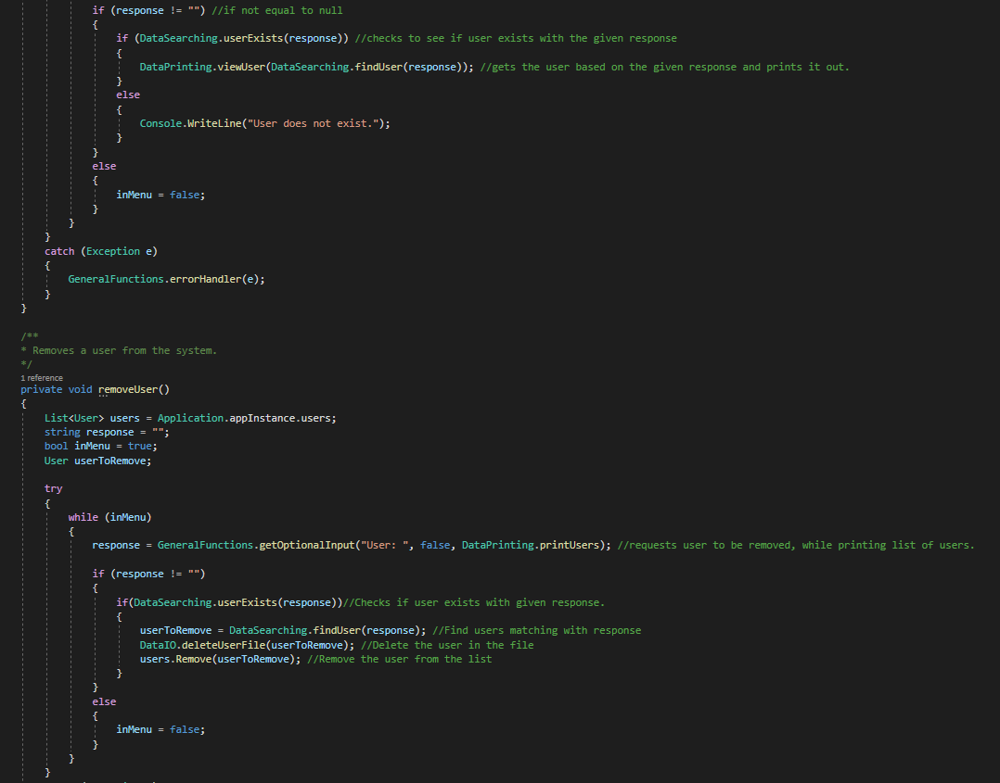 if (response != "") //if not equal to null
{
if (DataSearching.userExists(response)) //checks to see if user exists with the given response
{
DataPrinting.viewUser(DataSearching.findUser(response)); //gets the user based on the given response and prints it out.
}
else
{
Console.WriteLine("User does not exist.");
}
}
else
{
inMenu = false;
}
}
}
catch (Exception e)
{
GeneralFunctions.errorHandler(e);
}
}
/**
* Removes a user from the system.
*/
1 reference
private void removeUser()
{
List<User> users = Application.appInstance.users;
string response = "";
bool inMenu = true;
User userToRemove;
try
{
while (inMenu)
{
response = GeneralFunctions.getOptionalInput("User: ", false, DataPrinting.printUsers); //requests user to be removed, while printing list of users.
if (response != "")
{
if(DataSearching.userExists(response))//Checks if user exists with given response.
{
userToRemove = DataSearching.findUser(response); //Find users matching with response
DataIO.deleteUserFile(userToRemove); //Delete the user in the file
users.Remove(userToRemove); //Remove the user from the list
}
}
else
{
inMenu = false;
}
}
}